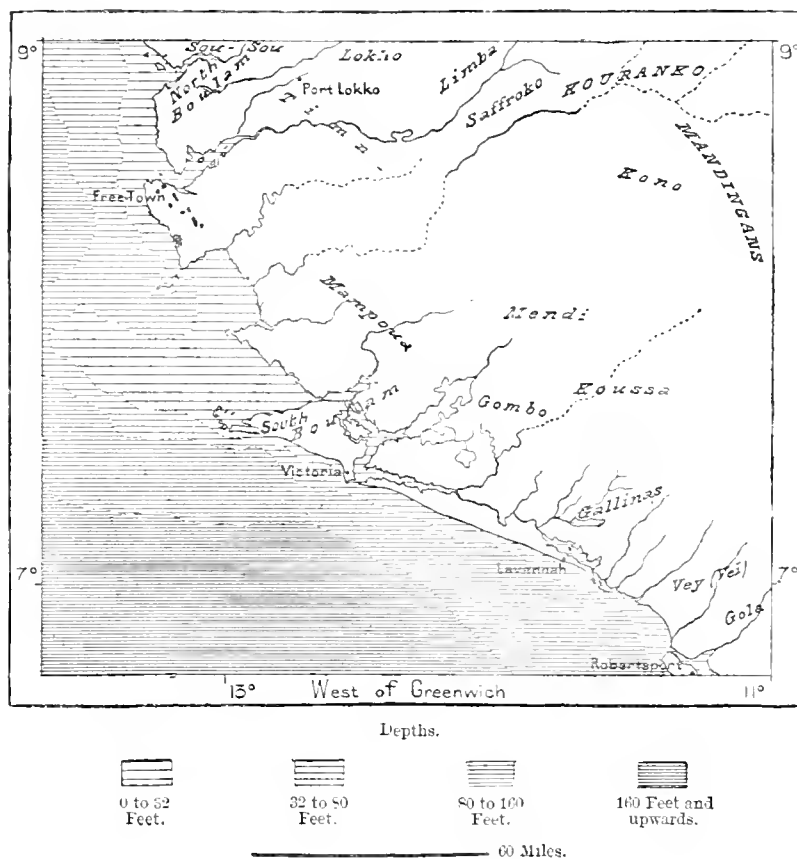 9°
9°
Sou-Sou
North
Boulam
Lokko
Port Lokko
Limba
Saffroko
KOURANKO
MANDINGANS
Kono
Free-Town
Mampoua
Mendi
Koussa
Gombo
South
Boulam
Victoria
Gallinas
Lavannah
Vey (Vei)
Gola
Robertsport
7°
7°
13°
West of Greenwich
11°
Depths.
0 to 32
Feet.
32 to 80
Feet.
80 to 160
Feet.
160 Feet and
upwards.
60 Miles.